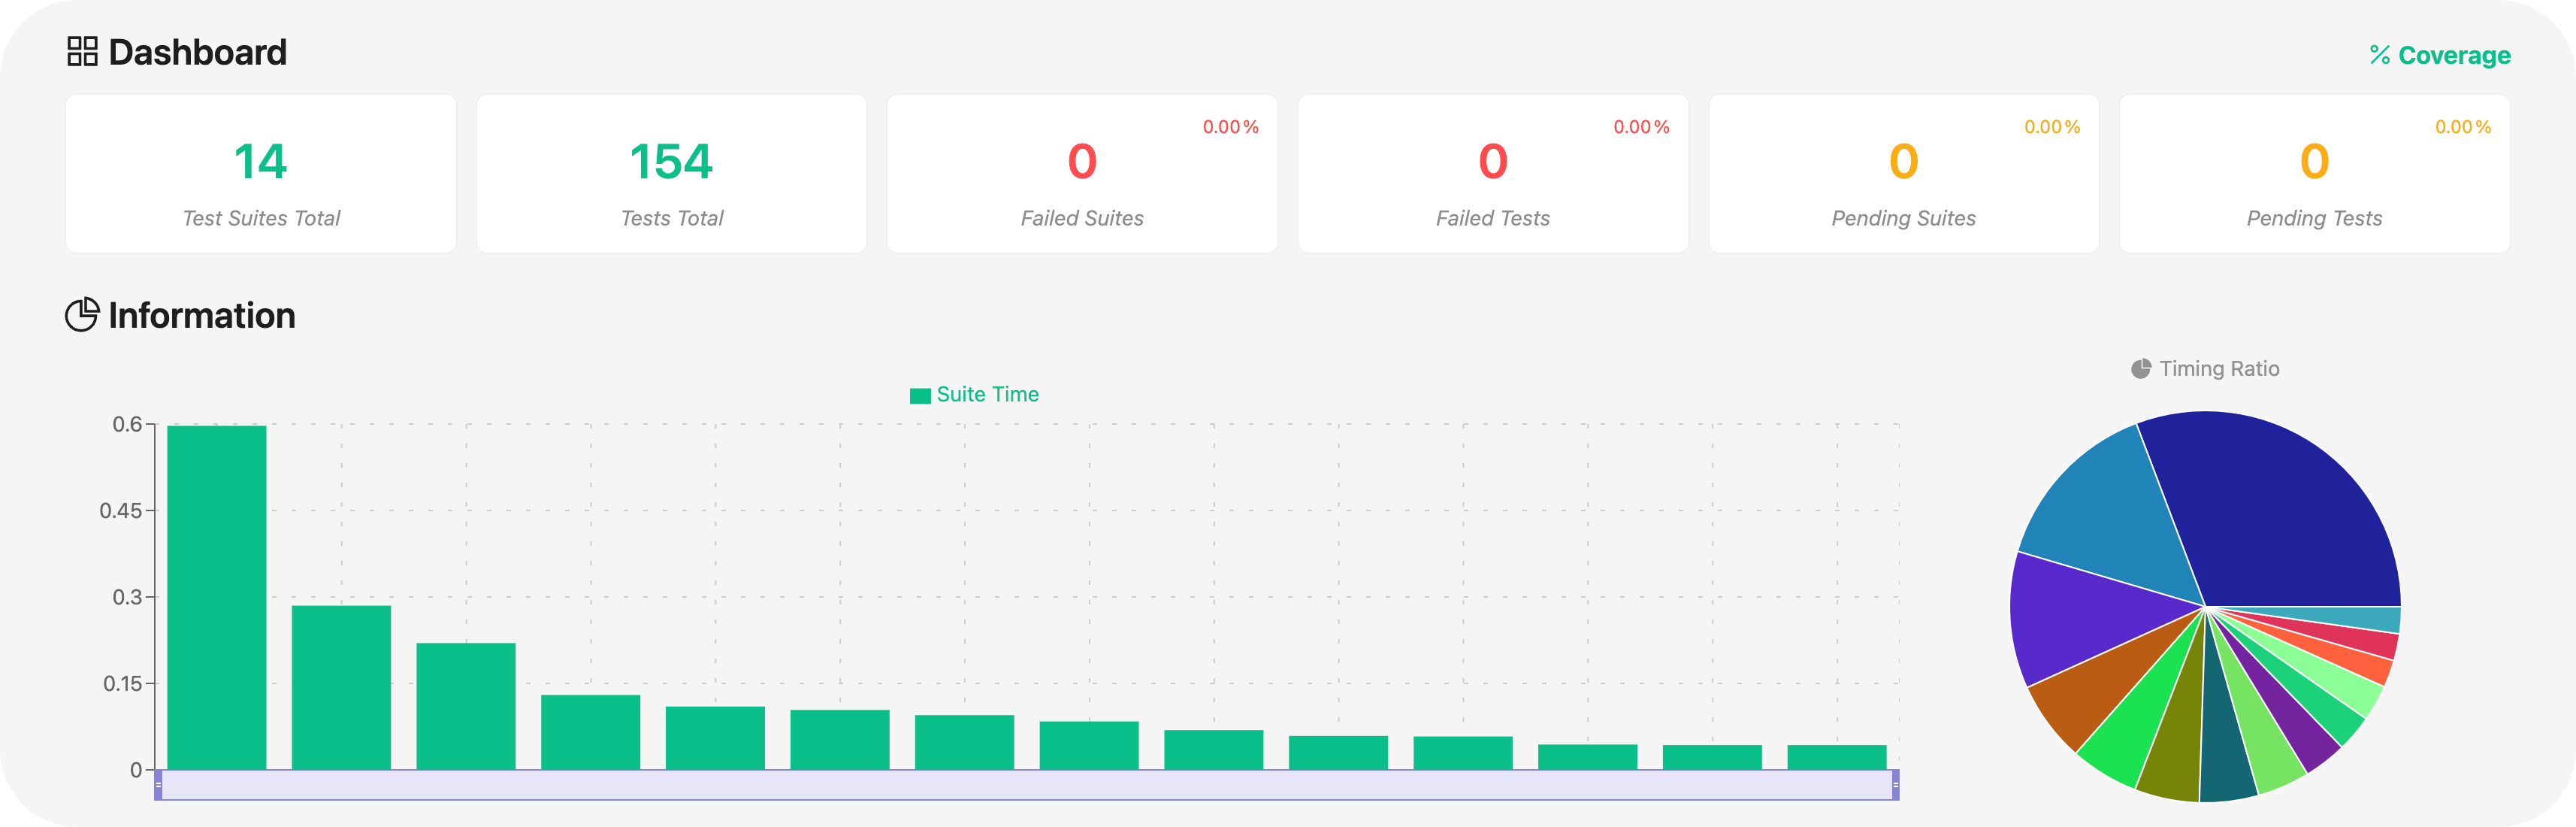 Dashboard
Coverage
14
Test Suites Total
154
Tests Total
0.00%
0
Failed Suites
0.00%
0
Failed Tests
0.00%
0
Pending Suites
0.00%
0
Pending Tests
Information
Suite Time
0.6
0.45
0.3
0.15
0
Timing Ratio